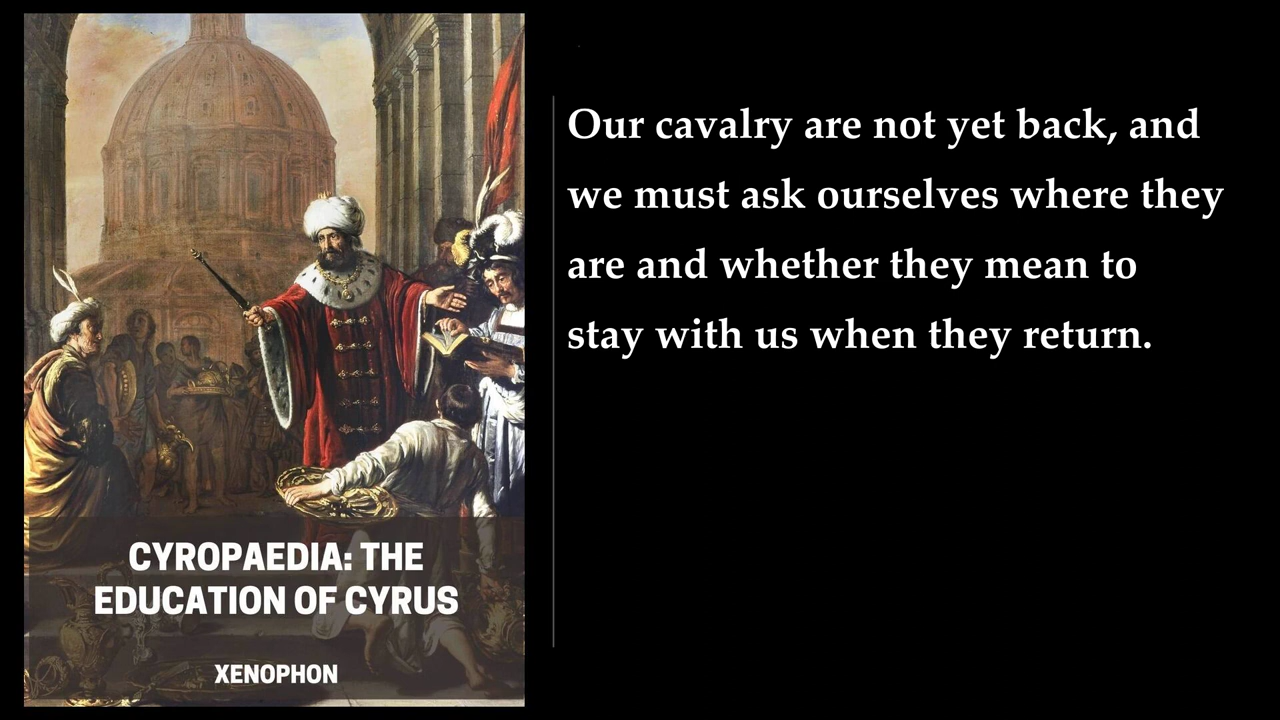 CYROPAEDIA: THE
EDUCATION OF CYRUS
XENOPHON
Our cavalry are not yet back, and
we must ask ourselves where they
are and whether they mean to
stay with us when they return.